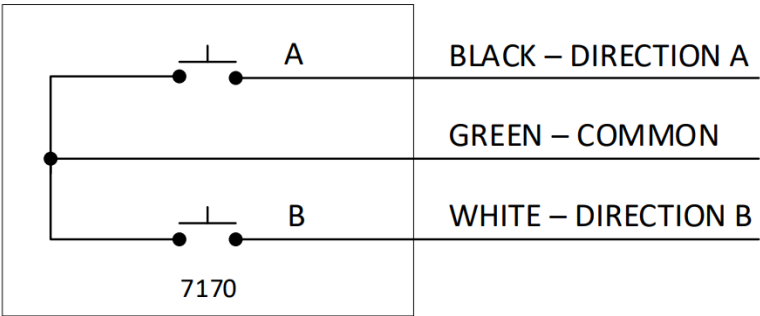 A
BLACK – DIRECTION A
GREEN – COMMON
B
WHITE – DIRECTION B
7170